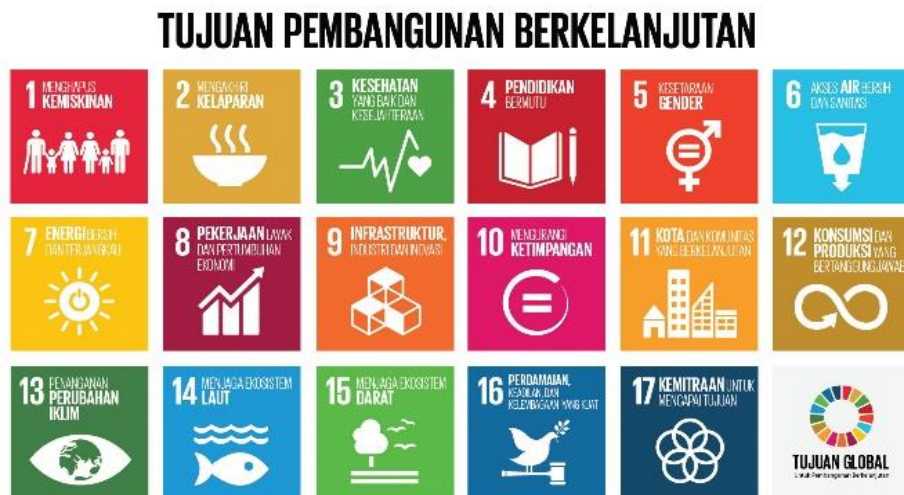 TUJUAN PEMBANGUNAN BERKELANJUTAN
1 MENGHAPUS
KEMISKINAN
2 MENGAKHIRI
KELAPARAN
3 KESEHATAN
YANG BAIK DAN
KESEJAHTERAAN
4 PENDIDIKAN
BERMUTU
5 KESETARAAN
GENDER
6 AKSES AIR BERSIH
DAN SANITASI
7 ENERGI BERSIH
DAN TERJANGKAU
8 PEKERJAAN LAYAK
DAN PERTUMBUHAN
EKONOMI
9 INFRASTRUKTUR,
INDUSTRI DAN INOVASI
10 MENGURANGI
KETIMPANGAN
11 KOTA DAN KOMUNITAS
YANG BERKELANJUTAN
12 KONSUMSI DAN
PRODUKSI YANG
BERTANGGUNG JAWAB
13 PENANGANAN
PERUBAHAN
IKLIM
14 MENJAGA EKOSISTEM
LAUT
15 MENJAGA EKOSISTEM
DARAT
16 PERDAMAIAN,
KEADILAN, DAN
KELEMBAGAAN YANG KUAT
17 KEMITRAAN UNTUK
MENCAPAI TUJUAN
TUJUAN GLOBAL
Untuk Pembangunan Berkelanjutan